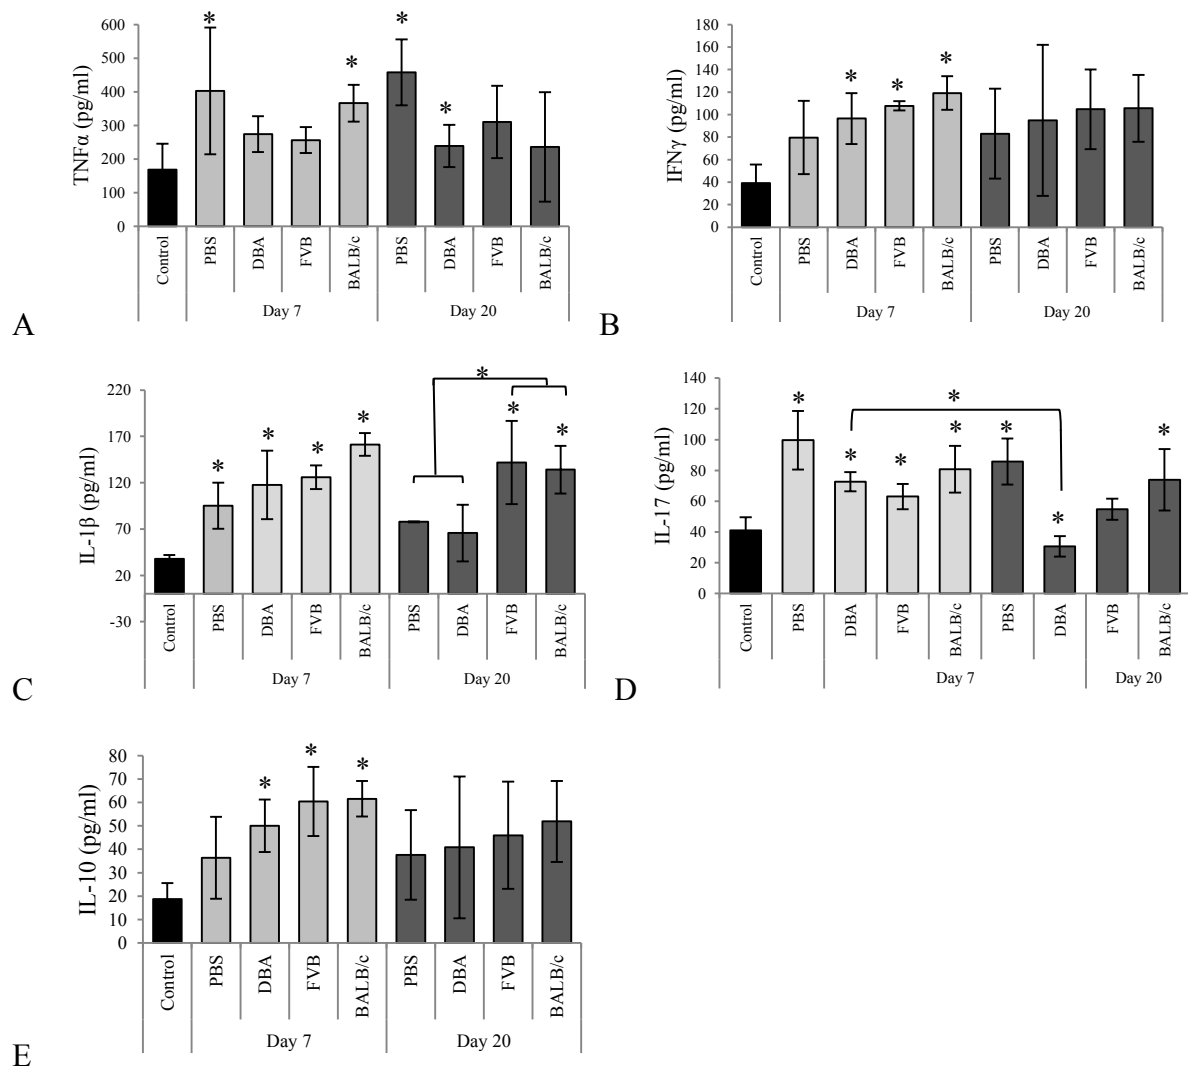 600
500
400
300
200
100
0
TNFα (pg/ml)
* * * *
Control PBS DBA FVB BALB/c PBS DBA FVB BALB/c
Day 7 Day 20
A
180
160
140
120
100
80
60
40
20
0
IFNγ (pg/ml)
* * *
Control PBS DBA FVB BALB/c PBS DBA FVB BALB/c
Day 7 Day 20
B
220
170
120
70
20
-30
IL-1β (pg/ml)
* * * * * * *
Control PBS DBA FVB BALB/c PBS DBA FVB BALB/c
Day 7 Day 20
C
140
120
100
80
60
40
20
0
IL-17 (pg/ml)
* * * * * * * *
Control PBS DBA FVB BALB/c PBS DBA FVB BALB/c
Day 7 Day 20
D
80
70
60
50
40
30
20
10
0
IL-10 (pg/ml)
* * *
Control PBS DBA FVB BALB/c PBS DBA FVB BALB/c
Day 7 Day 20
E